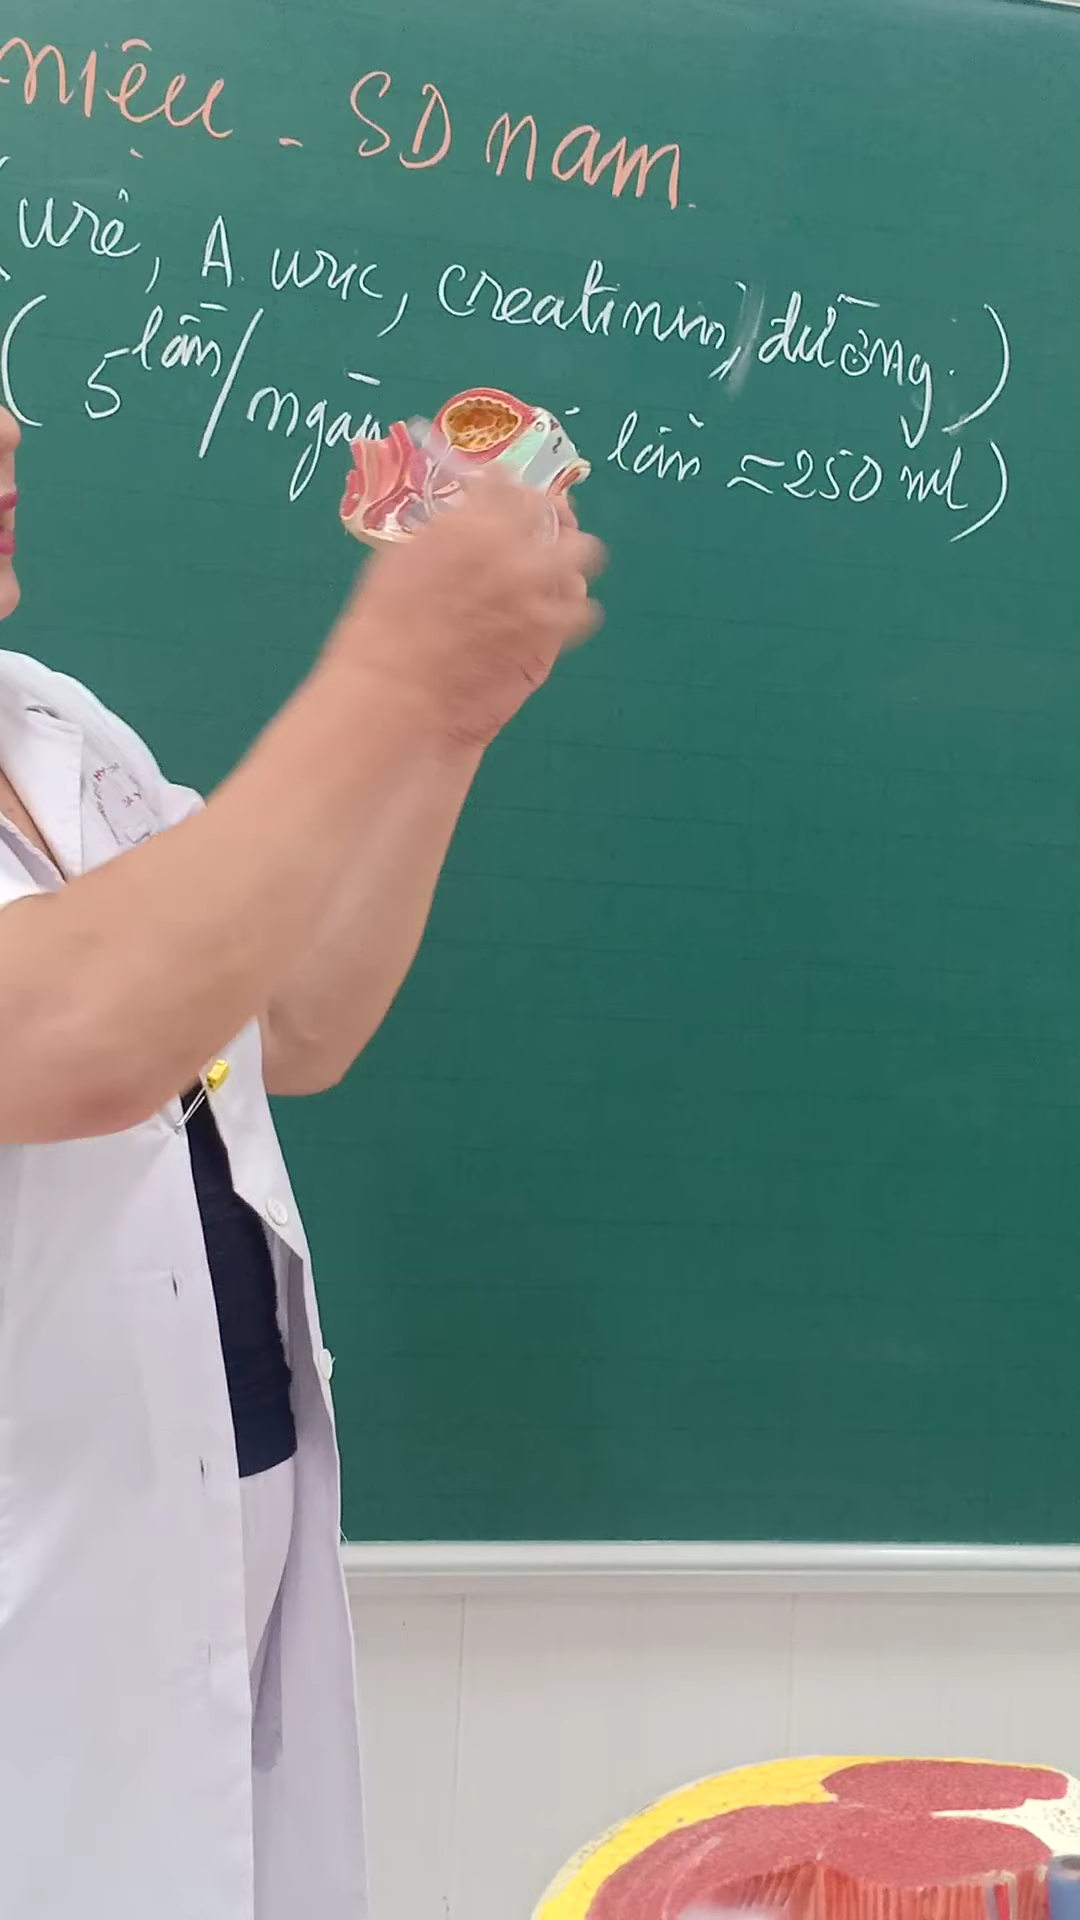 niệu - SD nam.
( urê, A. uric, creatinin, đường.)
( 5 lần/ngày lần ≈ 250 ml)